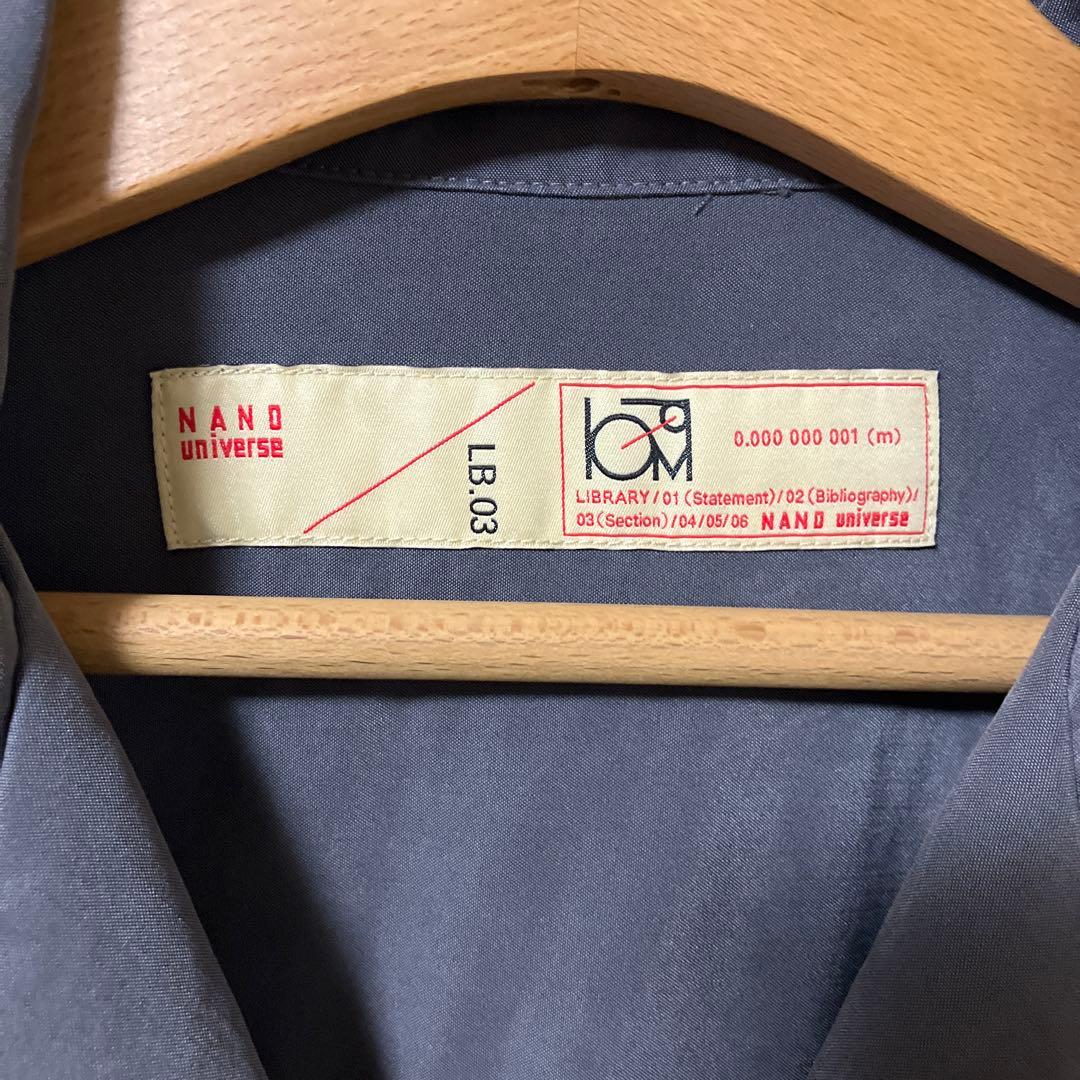 NANO
universe
LB.03
0.000 000 001 (m)
LiBRARY/01 (Statement)/02 (Bibliography)/
03 (Section)/04/05/06 NANO universe